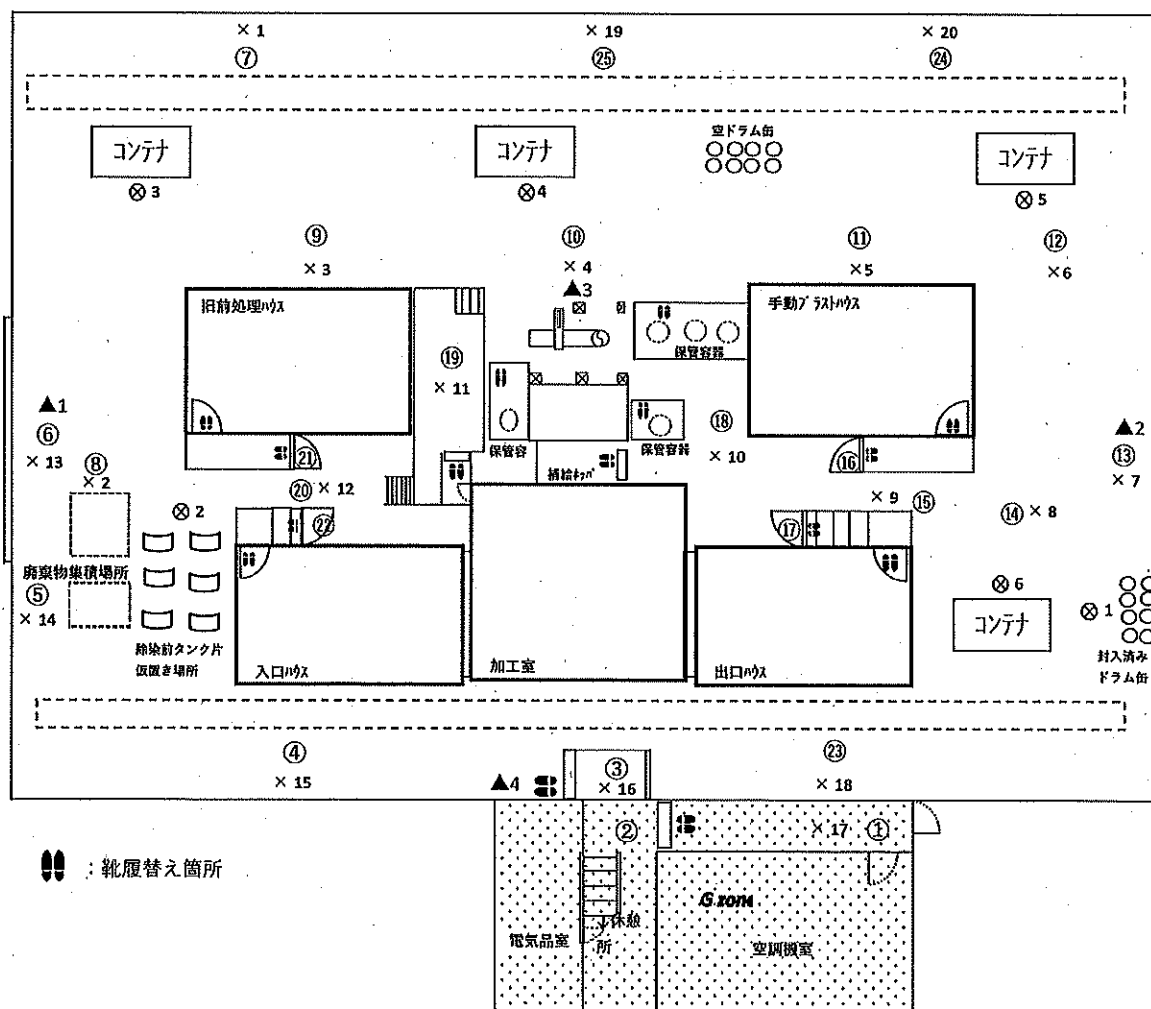 × 1
× 19
× 20
⑦
㉕
㉔
コンテナ
コンテナ
空ドラム缶
コンテナ
⊗ 3
⊗ 4
⊗ 5
⑨
⑩
⑪
⑫
× 3
× 4
× 5
× 6
▲3
旧前処理ハウス
手動ブラストハウス
保管容器
⑲
× 11
▲1
⑥
× 13
⑱
▲2
⑬
保管容
保管容器
× 10
⑧
× 2
㉑
⑯
× 7
補給キャパ
⑳
× 12
× 9
⑮
⊗ 2
㉒
⑰
⑭ × 8
廃棄物集積場所
⑤
× 14
⊗ 6
⊗ 1
コンテナ
除染前タンク片
仮置き場所
入口ハウス
加工室
出口ハウス
封入済み
ドラム缶
④
③
㉓
× 15
▲4
× 16
× 18
②
× 17
①
：靴履替え箇所
G zone
電気品室
休憩
所
空調機室